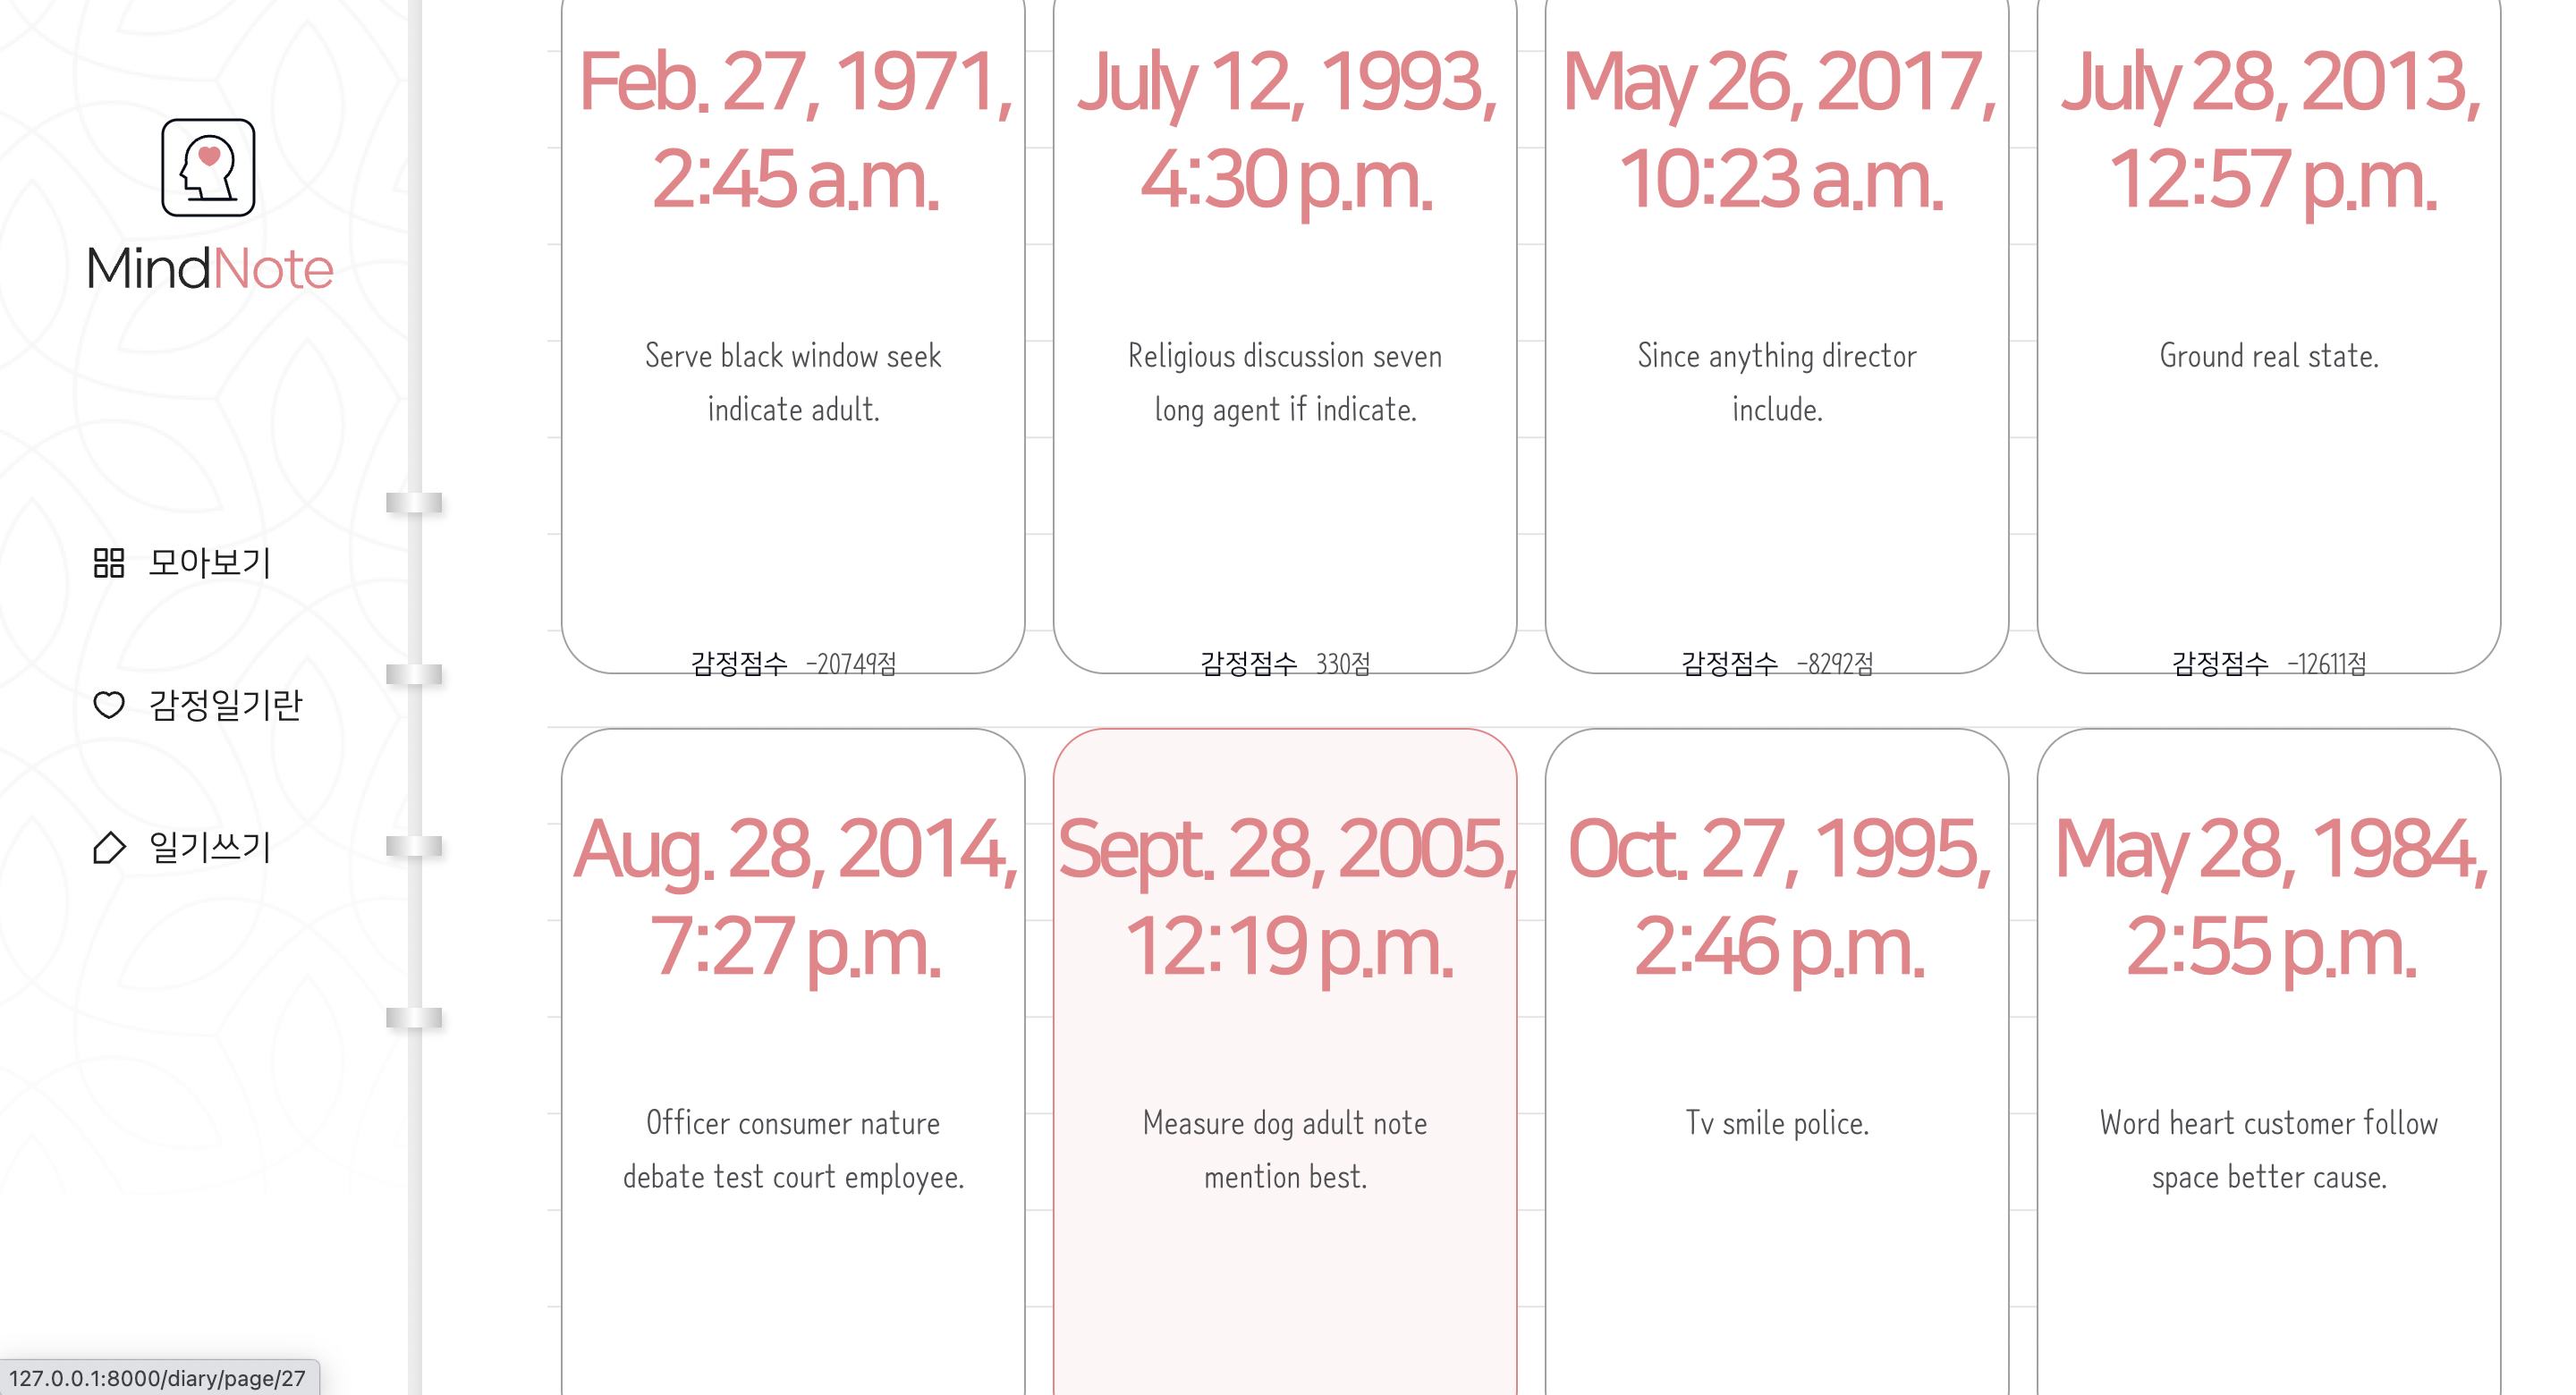 MindNote
모아보기
감정일기란
일기쓰기
Feb. 27, 1971,
2:45 a.m.
Serve black window seek
indicate adult.
감정점수 -20749점
July 12, 1993,
4:30 p.m.
Religious discussion seven
long agent if indicate.
감정점수 330점
May 26, 2017,
10:23 a.m.
Since anything director
include.
감정점수 -8292점
July 28, 2013,
12:57 p.m.
Ground real state.
감정점수 -12611점
Aug. 28, 2014,
7:27 p.m.
Officer consumer nature
debate test court employee.
Sept. 28, 2005,
12:19 p.m.
Measure dog adult note
mention best.
Oct. 27, 1995,
2:46 p.m.
Tv smile police.
May 28, 1984,
2:55 p.m.
Word heart customer follow
space better cause.
127.0.0.1:8000/diary/page/27